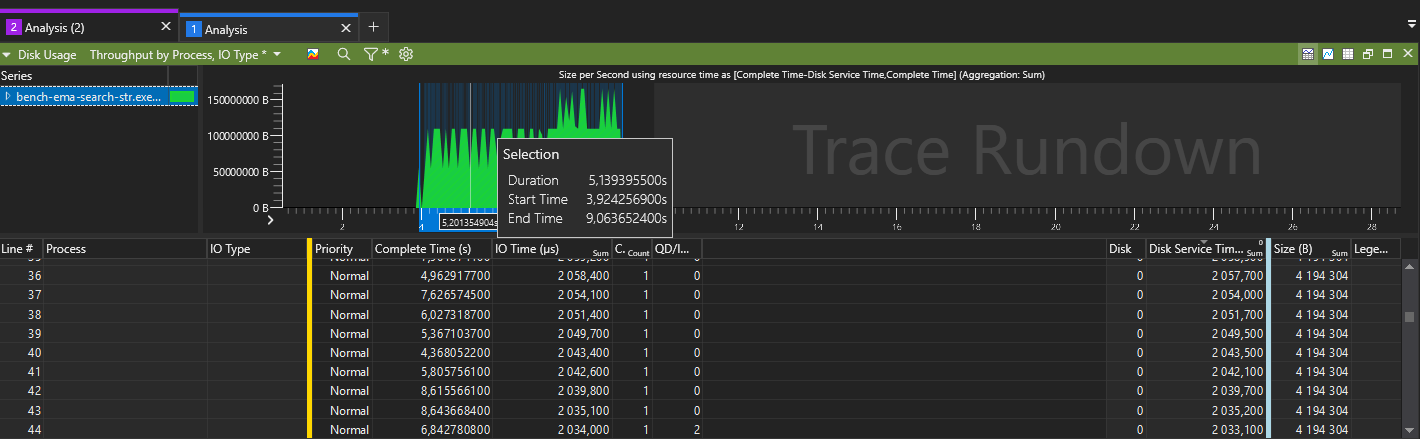 2 Analysis (2) × 1 Analysis × +
Disk Usage Throughput by Process, IO Type *
Series
Size per Second using resource time as [Complete Time-Disk Service Time,Complete Time] (Aggregation: Sum)
bench-ema-search-str.exe...
150000000 B
100000000 B
50000000 B
0 B
Trace Rundown
Selection
Duration 5,139395500s
Start Time 3,924256900s
End Time 9,063652400s
5,201354904s
2 4 12 14 16 18 20 22 24 26 28
Line # Process IO Type Priority Complete Time (s) IO Time (µs) Sum C. Count QD/I... Disk Disk Service Tim... Sum Size (B) Sum Lege...
36 Normal 4,962917700 2 058,400 1 0 0 2 057,700 4 194 304
37 Normal 7,626574500 2 054,100 1 0 0 2 054,000 4 194 304
38 Normal 6,027318700 2 051,400 1 0 0 2 051,700 4 194 304
39 Normal 5,367103700 2 049,700 1 0 0 2 049,500 4 194 304
40 Normal 4,368052200 2 043,400 1 0 0 2 043,500 4 194 304
41 Normal 5,805756100 2 042,600 1 0 0 2 042,100 4 194 304
42 Normal 8,615566100 2 039,800 1 0 0 2 039,700 4 194 304
43 Normal 8,643668400 2 035,100 1 0 0 2 035,200 4 194 304
44 Normal 6,842780800 2 034,000 1 2 0 2 033,100 4 194 304